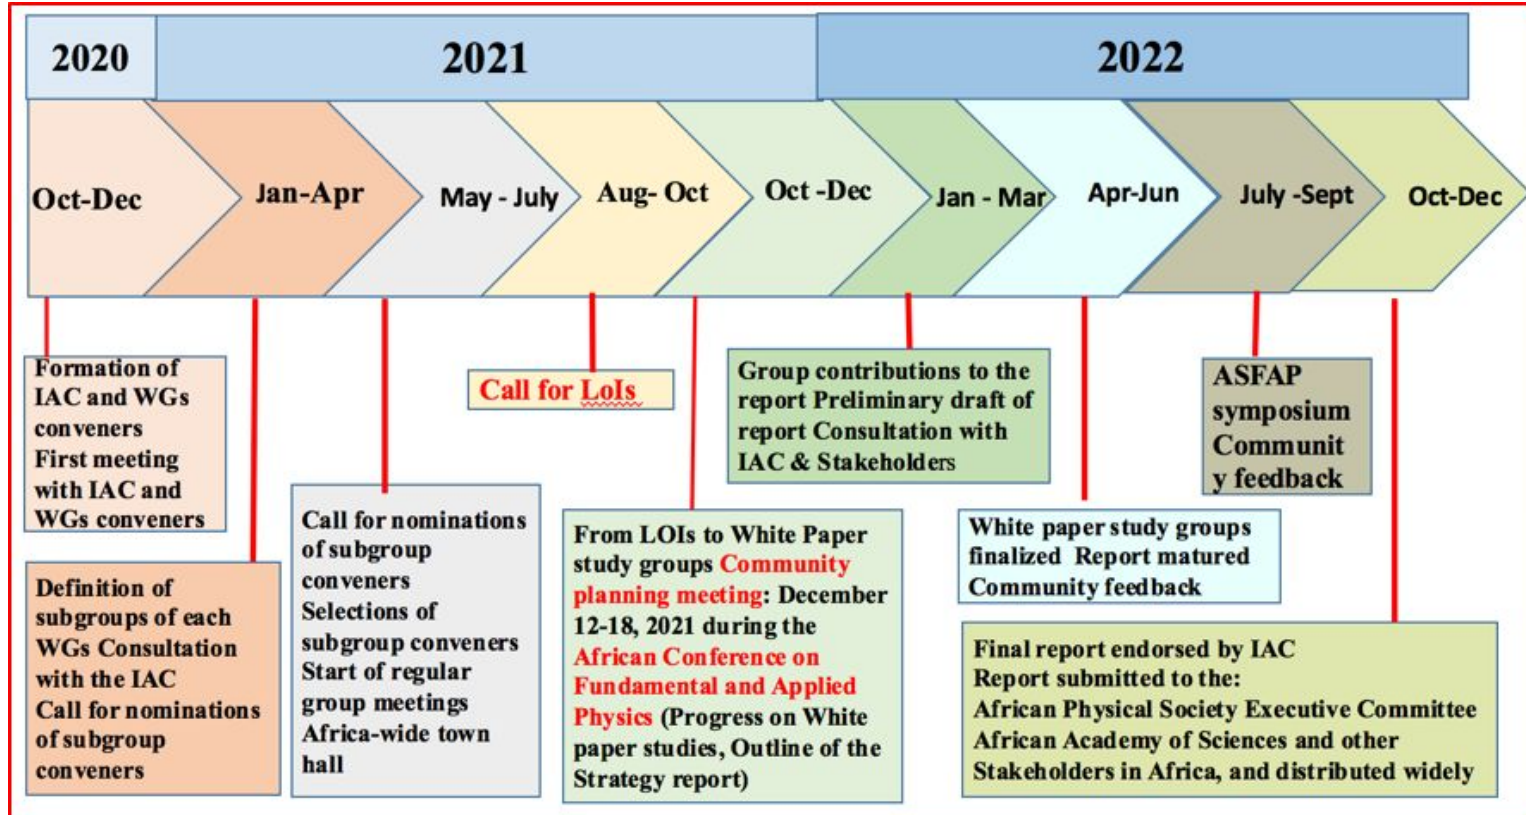 2020
2021
2022
Oct-Dec
Jan-Apr
May - July
Aug- Oct
Oct -Dec
Jan - Mar
Apr-Jun
July -Sept
Oct-Dec
Formation of
IAC and WGs
conveners
First meeting
with IAC and
WGs conveners
Definition of
subgroups of each
WGs Consultation
with the IAC
Call for nominations
of subgroup
conveners
Call for nominations
of subgroup
conveners
Selections of
subgroup conveners
Start of regular
group meetings
Africa-wide town
hall
Call for LoIs
From LOIs to White Paper
study groups Community
planning meeting: December
12-18, 2021 during the
African Conference on
Fundamental and Applied
Physics (Progress on White
paper studies, Outline of the
Strategy report)
Group contributions to the
report Preliminary draft of
report Consultation with
IAC & Stakeholders
White paper study groups
finalized Report matured
Community feedback
ASFAP
symposium
Communit
y feedback
Final report endorsed by IAC
Report submitted to the:
African Physical Society Executive Committee
African Academy of Sciences and other
Stakeholders in Africa, and distributed widely